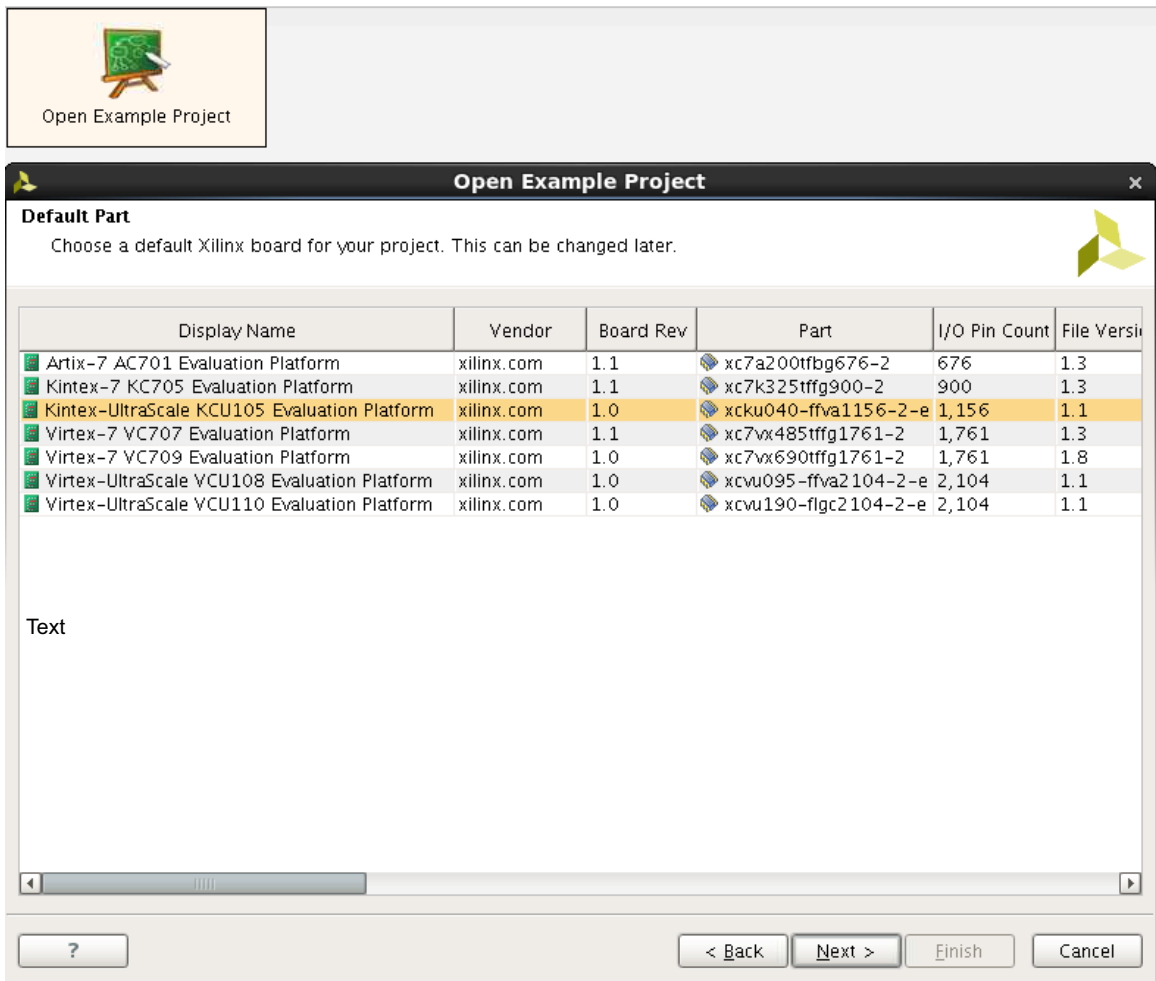 Open Example Project
Open Example Project ×
Default Part
Choose a default Xilinx board for your project. This can be changed later.
Display Name Vendor Board Rev Part I/O Pin Count File Versi
Artix-7 AC701 Evaluation Platform xilinx.com 1.1 xc7a200tfbg676-2 676 1.3
Kintex-7 KC705 Evaluation Platform xilinx.com 1.1 xc7k325tffg900-2 900 1.3
Kintex-UltraScale KCU105 Evaluation Platform xilinx.com 1.0 xcku040-ffva1156-2-e 1,156 1.1
Virtex-7 VC707 Evaluation Platform xilinx.com 1.1 xc7vx485tffg1761-2 1,761 1.3
Virtex-7 VC709 Evaluation Platform xilinx.com 1.0 xc7vx690tffg1761-2 1,761 1.8
Virtex-UltraScale VCU108 Evaluation Platform xilinx.com 1.0 xcvu095-ffva2104-2-e 2,104 1.1
Virtex-UltraScale VCU110 Evaluation Platform xilinx.com 1.0 xcvu190-flgc2104-2-e 2,104 1.1
Text
? < Back Next > Finish Cancel